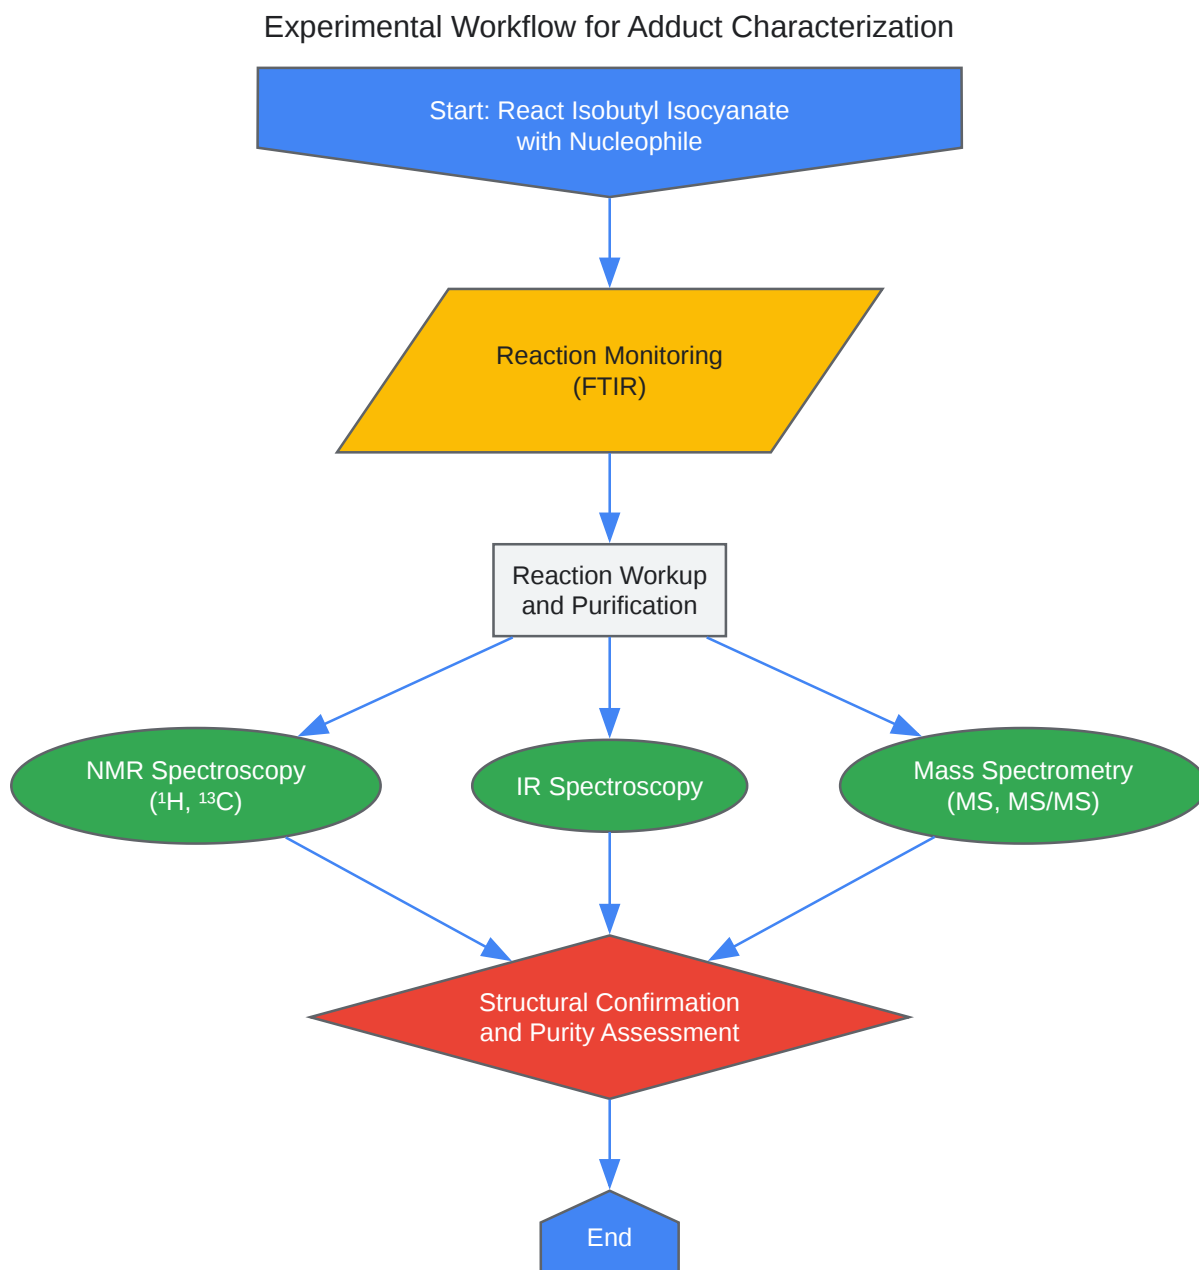 Experimental Workflow for Adduct Characterization
Start: React Isobutyl Isocyanate
with Nucleophile
Reaction Monitoring
(FTIR)
Reaction Workup
and Purification
NMR Spectroscopy
(¹H, ¹³C)
IR Spectroscopy
Mass Spectrometry
(MS, MS/MS)
Structural Confirmation
and Purity Assessment
End